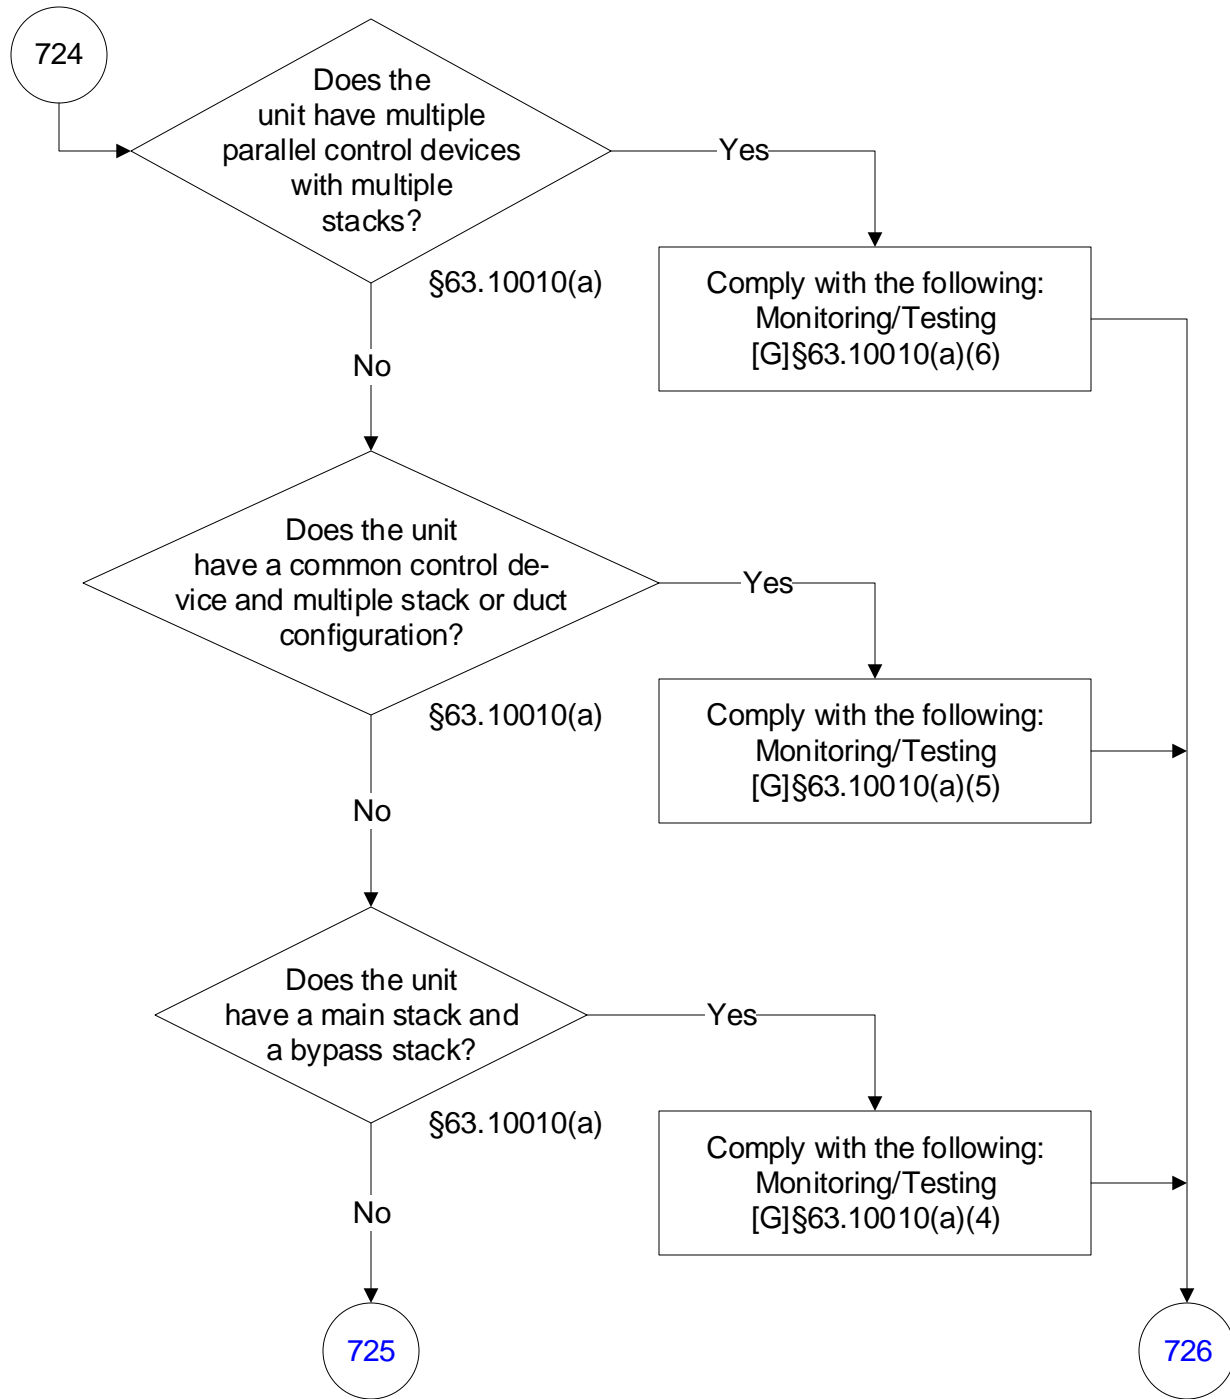 724
Does the
unit have multiple
parallel control devices
with multiple
stacks?
Yes
§63.10010(a)
Comply with the following:
Monitoring/Testing
[G]§63.10010(a)(6)
No
Does the unit
have a common control de-
vice and multiple stack or duct
configuration?
Yes
§63.10010(a)
Comply with the following:
Monitoring/Testing
[G]§63.10010(a)(5)
No
Does the unit
have a main stack and
a bypass stack?
Yes
§63.10010(a)
Comply with the following:
Monitoring/Testing
[G]§63.10010(a)(4)
No
725
726